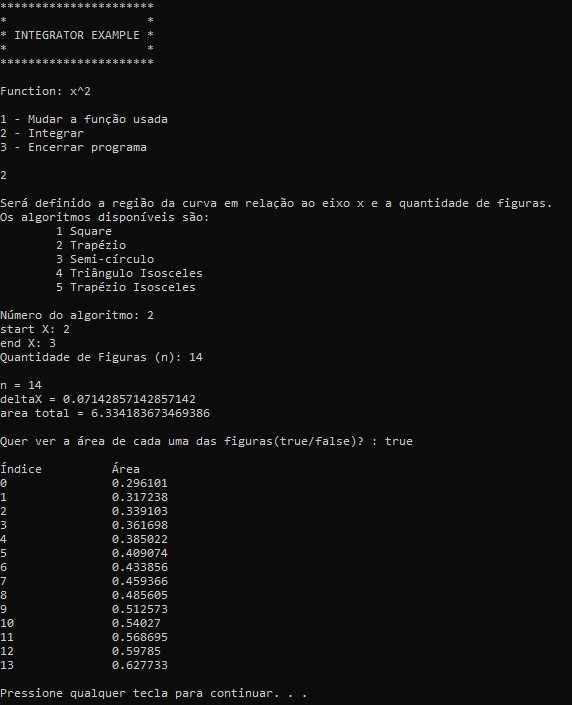 **********************
*                    *
* INTEGRATOR EXAMPLE *
*                    *
**********************
Function: x^2
1 - Mudar a função usada
2 - Integrar
3 - Encerrar programa
2
Será definido a região da curva em relação ao eixo x e a quantidade de figuras.
Os algoritmos disponíveis são:
1 Square
2 Trapézio
3 Semi-círculo
4 Triângulo Isosceles
5 Trapézio Isosceles
Número do algoritmo: 2
start X: 2
end X: 3
Quantidade de Figuras (n): 14
n = 14
deltaX = 0.07142857142857142
area total = 6.334183673469386
Quer ver a área de cada uma das figuras(true/false)? : true
Índice Área
0 0.296101
1 0.317238
2 0.339103
3 0.361698
4 0.385022
5 0.409074
6 0.433856
7 0.459366
8 0.485605
9 0.512573
10 0.54027
11 0.568695
12 0.59785
13 0.627733
Pressione qualquer tecla para continuar. . .